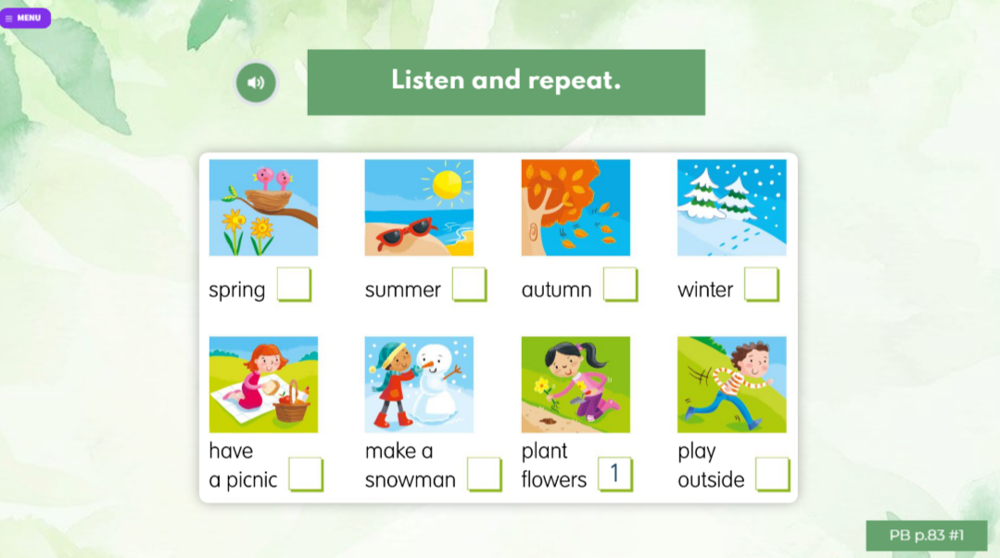 MENU
Listen and repeat.
spring
summer
autumn
winter
have
a picnic
make a
snowman
plant
flowers 1
play
outside
PB p.83 #1